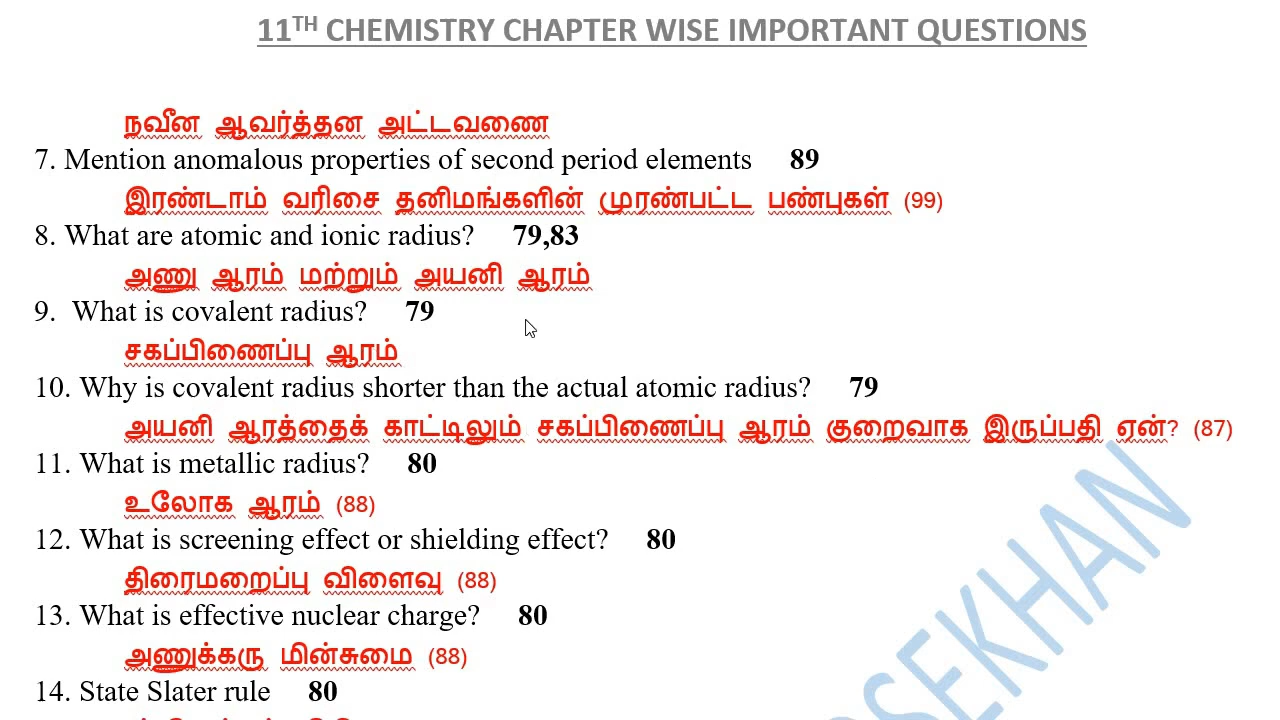 11TH CHEMISTRY CHAPTER WISE IMPORTANT QUESTIONS
நவீன ஆவர்த்தன அட்டவணை
7. Mention anomalous properties of second period elements 89
இரண்டாம் வரிசை தனிமங்களின் முரண்பட்ட பண்புகள் (99)
8. What are atomic and ionic radius? 79,83
அணு ஆரம் மற்றும் அயனி ஆரம்
9. What is covalent radius? 79
சகப்பிணைப்பு ஆரம்
10. Why is covalent radius shorter than the actual atomic radius? 79
அயனி ஆரத்தைக் காட்டிலும் சகப்பிணைப்பு ஆரம் குறைவாக இருப்பதி ஏன்? (87)
11. What is metallic radius? 80
உலோக ஆரம் (88)
12. What is screening effect or shielding effect? 80
திரைமறைப்பு விளைவு (88)
13. What is effective nuclear charge? 80
அணுக்கரு மின்சுமை (88)
14. State Slater rule 80